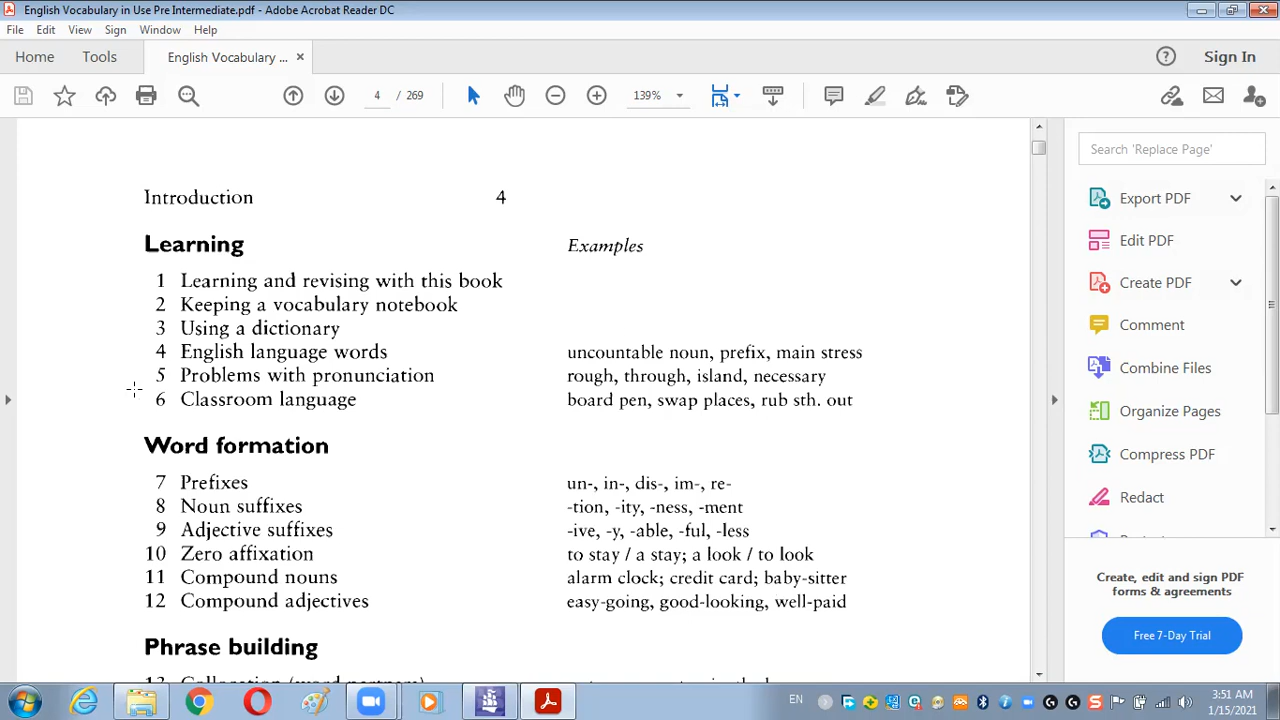 English Vocabulary in Use Pre Intermediate.pdf - Adobe Acrobat Reader DC
File Edit View Sign Window Help
Home Tools English Vocabulary ... × Sign In
4 / 269 139%
Search 'Replace Page'
Introduction 4
Export PDF
Learning Examples
Edit PDF
1 Learning and revising with this book
Create PDF
2 Keeping a vocabulary notebook
3 Using a dictionary
Comment
4 English language words uncountable noun, prefix, main stress
Combine Files
5 Problems with pronunciation rough, through, island, necessary
6 Classroom language board pen, swap places, rub sth. out
Organize Pages
Word formation
Compress PDF
7 Prefixes un-, in-, dis-, im-, re-
Redact
8 Noun suffixes -tion, -ity, -ness, -ment
9 Adjective suffixes -ive, -y, -able, -ful, -less
10 Zero affixation to stay / a stay; a look / to look
11 Compound nouns alarm clock; credit card; baby-sitter
Create, edit and sign PDF
forms & agreements
12 Compound adjectives easy-going, good-looking, well-paid
Free 7-Day Trial
Phrase building
EN 3:51 AM
1/15/2021